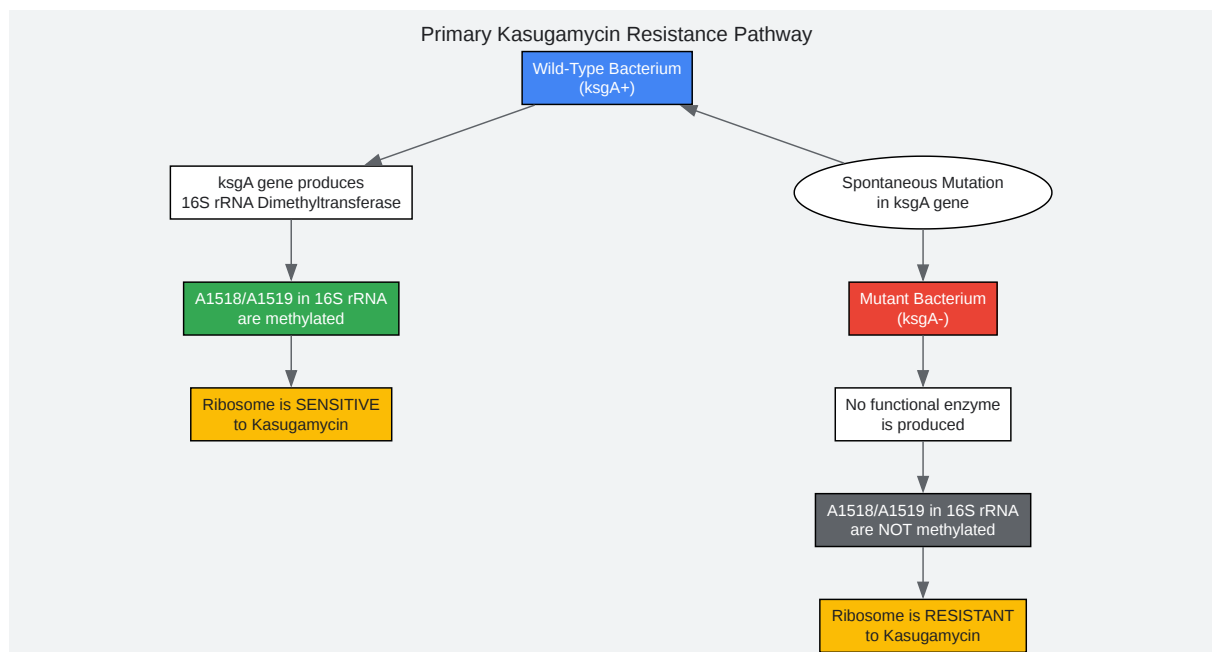 Primary Kasugamycin Resistance Pathway
Wild-Type Bacterium
(ksgA+)
ksgA gene produces
16S rRNA Dimethyltransferase
Spontaneous Mutation
in ksgA gene
A1518/A1519 in 16S rRNA
are methylated
Mutant Bacterium
(ksgA-)
Ribosome is SENSITIVE
to Kasugamycin
No functional enzyme
is produced
A1518/A1519 in 16S rRNA
are NOT methylated
Ribosome is RESISTANT
to Kasugamycin